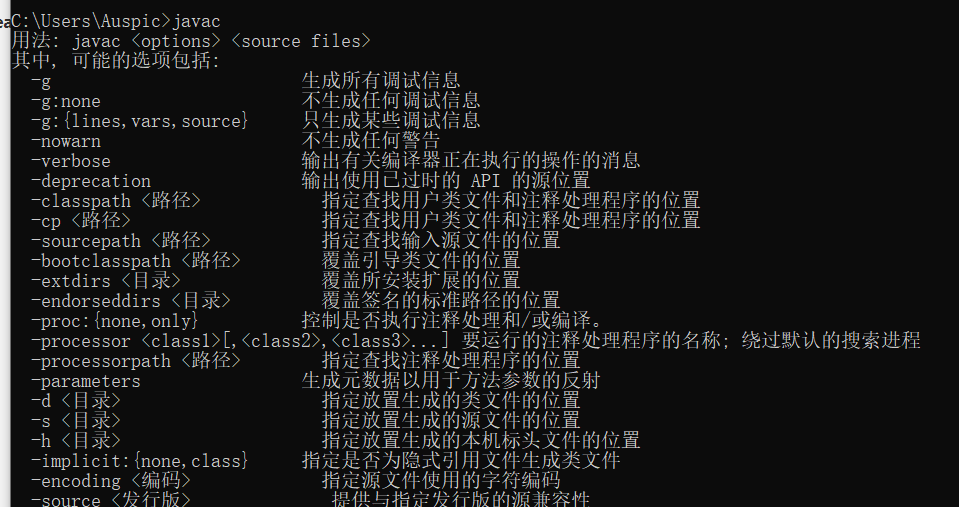 C:\Users\Auspic>javac
用法: javac <options> <source files>
其中, 可能的选项包括:
-g 生成所有调试信息
-g:none 不生成任何调试信息
-g:{lines,vars,source} 只生成某些调试信息
-nowarn 不生成任何警告
-verbose 输出有关编译器正在执行的操作的消息
-deprecation 输出使用已过时的 API 的源位置
-classpath <路径> 指定查找用户类文件和注释处理程序的位置
-cp <路径> 指定查找用户类文件和注释处理程序的位置
-sourcepath <路径> 指定查找输入源文件的位置
-bootclasspath <路径> 覆盖引导类文件的位置
-extdirs <目录> 覆盖所安装扩展的位置
-endorseddirs <目录> 覆盖签名的标准路径的位置
-proc:{none,only} 控制是否执行注释处理和/或编译。
-processor <class1>[,<class2>,<class3>...] 要运行的注释处理程序的名称; 绕过默认的搜索进程
-processorpath <路径> 指定查找注释处理程序的位置
-parameters 生成元数据以用于方法参数的反射
-d <目录> 指定放置生成的类文件的位置
-s <目录> 指定放置生成的源文件的位置
-h <目录> 指定放置生成的本机标头文件的位置
-implicit:{none,class} 指定是否为隐式引用文件生成类文件
-encoding <编码> 指定源文件使用的字符编码
-source <发行版> 提供与指定发行版的源兼容性